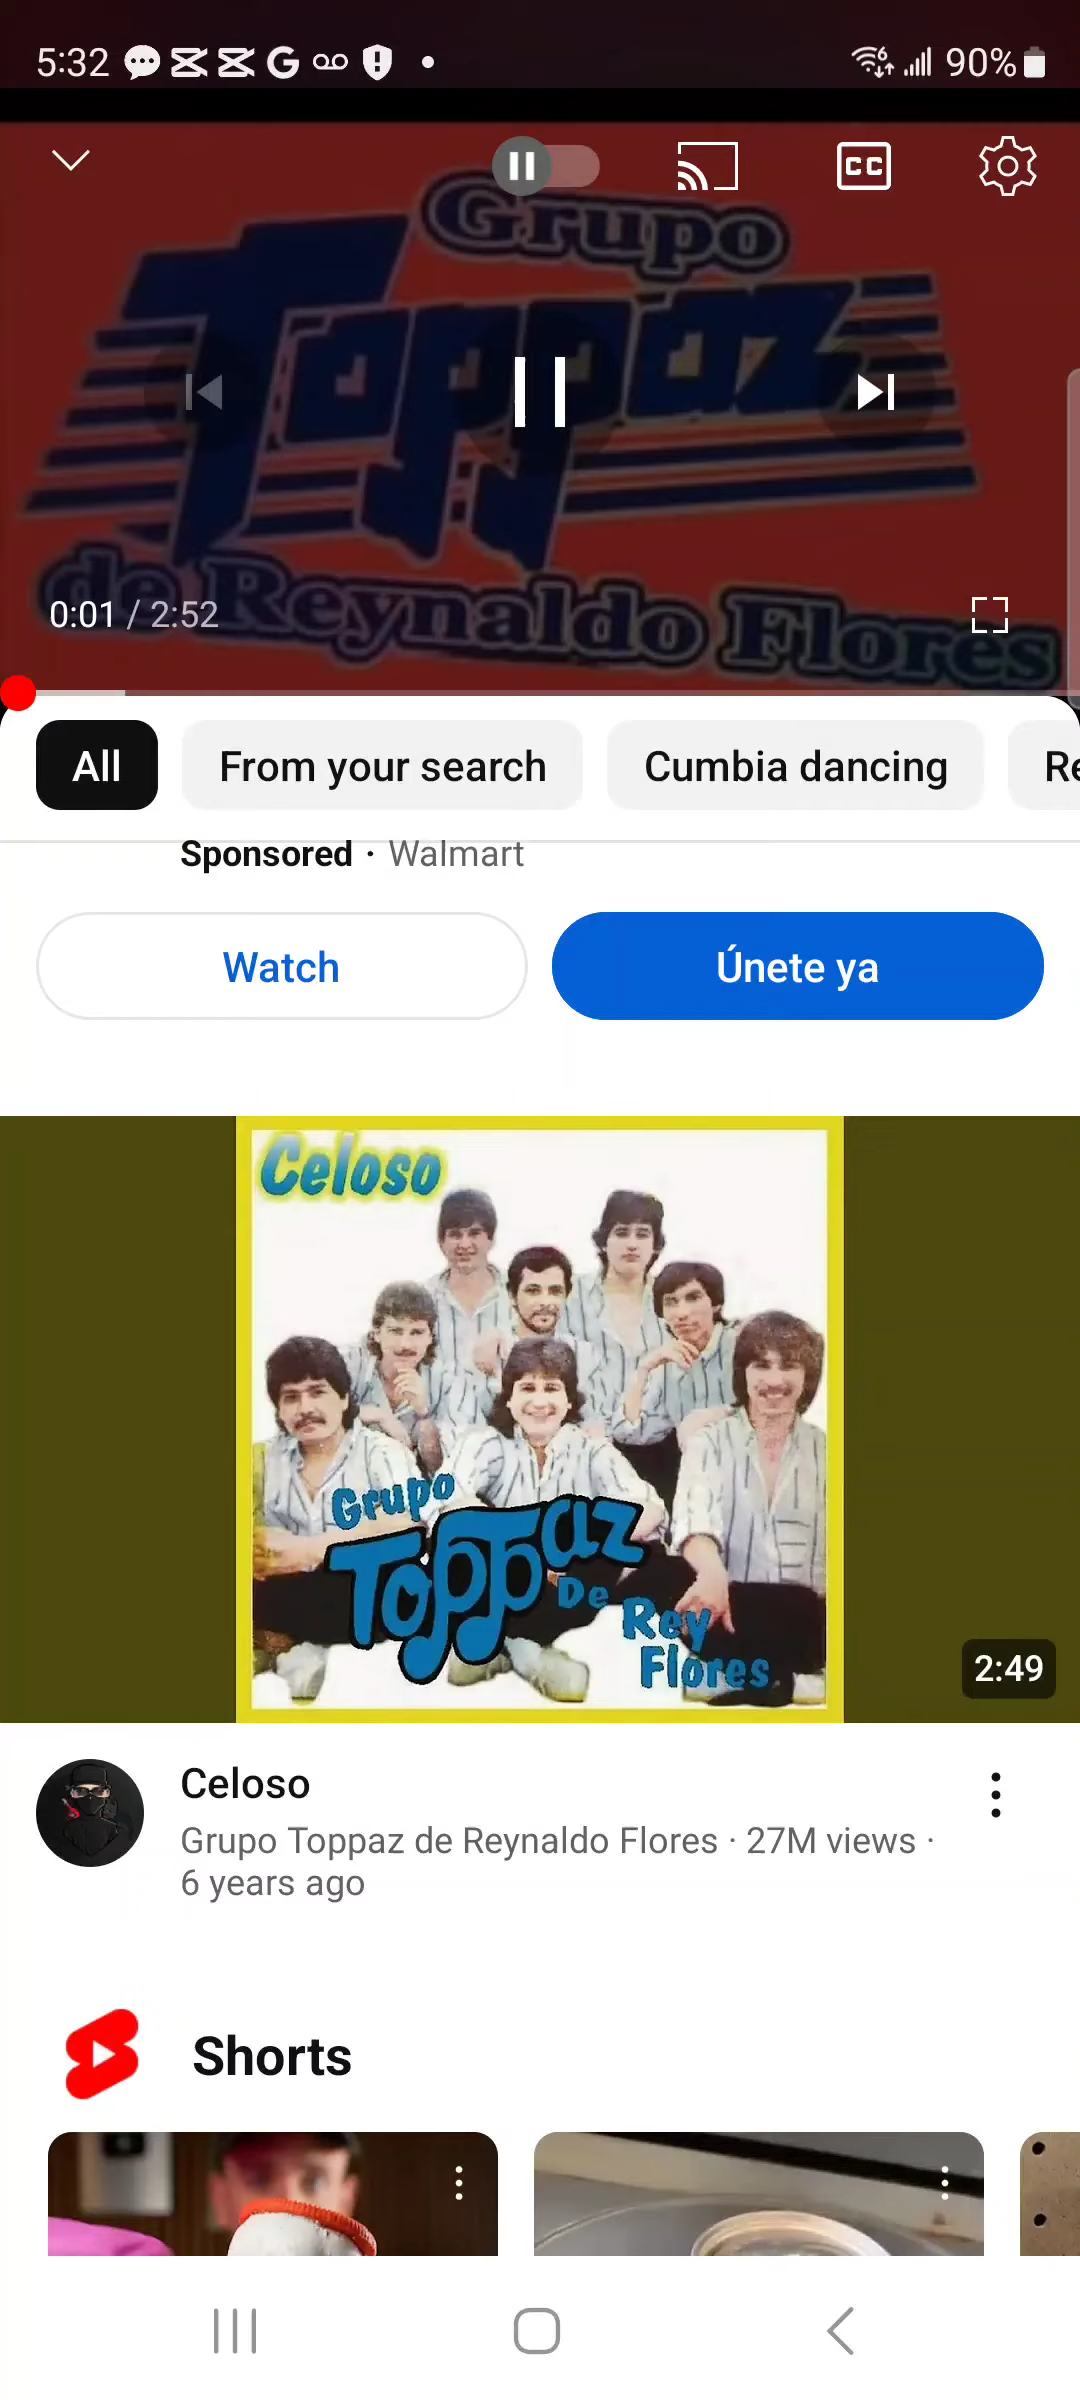 5:32
90%
CC
Grupo
Toppaz
de Reynaldo Flores
0:01 / 2:52
All
From your search
Cumbia dancing
Re
Sponsored · Walmart
Watch
Únete ya
Celoso
Grupo
Toppaz
De Rey
Flores
2:49
Celoso
Grupo Toppaz de Reynaldo Flores · 27M views ·
6 years ago
Shorts